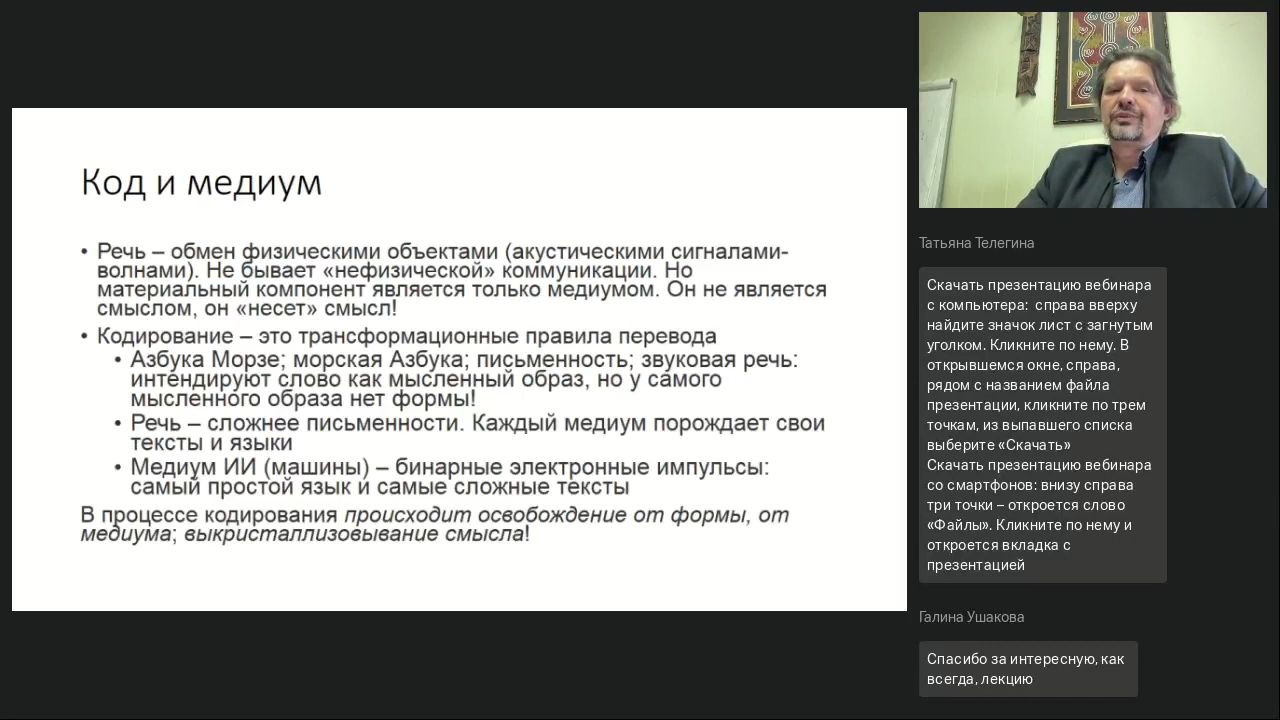 Код и медиум
• Речь – обмен физическими объектами (акустическими сигналами-
волнами). Не бывает «нефизической» коммуникации. Но
материальный компонент является только медиумом. Он не является
смыслом, он «несет» смысл!
• Кодирование – это трансформационные правила перевода
• Азбука Морзе; морская Азбука; письменность; звуковая речь:
интендируют слово как мысленный образ, но у самого
мысленного образа нет формы!
• Речь – сложнее письменности. Каждый медиум порождает свои
тексты и языки
• Медиум ИИ (машины) – бинарные электронные импульсы:
самый простой язык и самые сложные тексты
В процессе кодирования происходит освобождение от формы, от
медиума; выкристаллизовывание смысла!
Татьяна Телегина
Скачать презентацию вебинара
с компьютера: справа вверху
найдите значок лист с загнутым
уголком. Кликните по нему. В
открывшемся окне, справа,
рядом с названием файла
презентации, кликните по трем
точкам, из выпавшего списка
выберите «Скачать»
Скачать презентацию вебинара
со смартфонов: внизу справа
три точки – откроется слово
«Файлы». Кликните по нему и
откроется вкладка с
презентацией
Галина Ушакова
Спасибо за интересную, как
всегда, лекцию